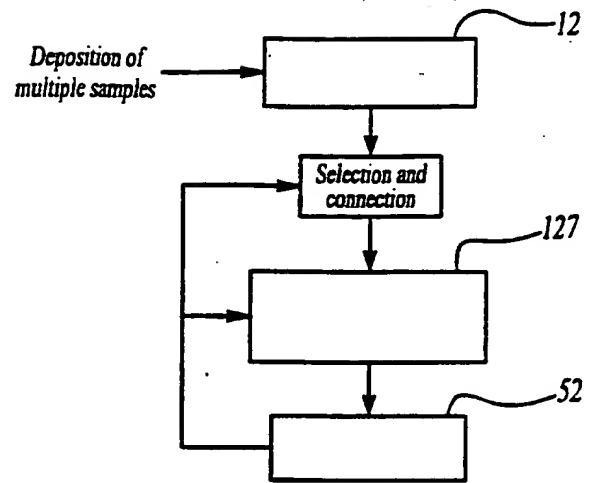 12
Deposition of
multiple samples
Selection and
connection
127
52